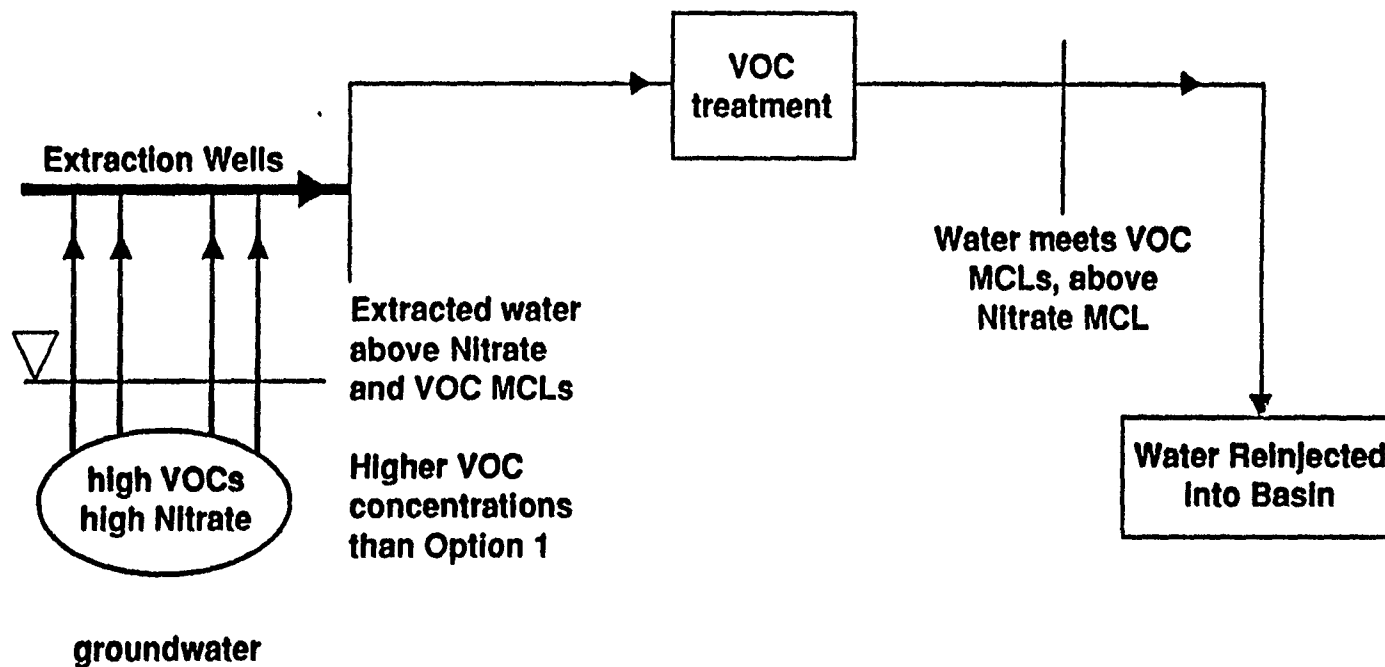 VOC
treatment
Extraction Wells
Water meets VOC
MCLs, above
Nitrate MCL
Extracted water
above Nitrate
and VOC MCLs
Higher VOC
concentrations
than Option 1
high VOCs
high Nitrate
Water Reinjected
into Basin
groundwater